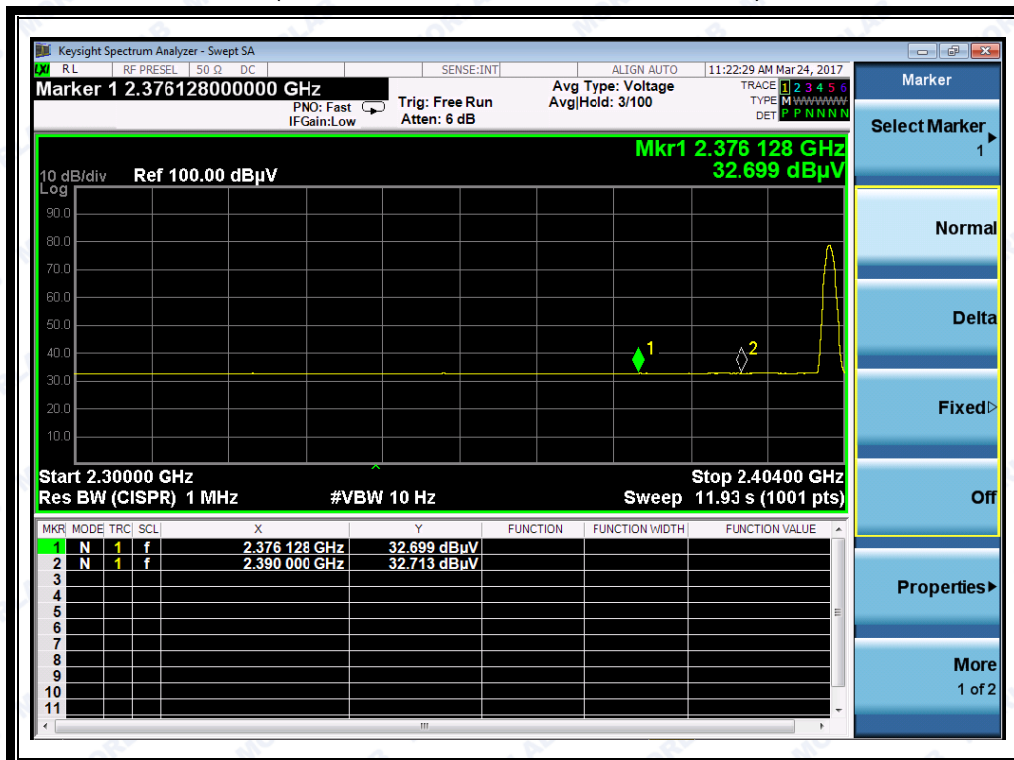 Keysight Spectrum Analyzer - Swept SA
LXI RL RF PRESEL 50 Ω DC SENSE:INT ALIGN AUTO 11:22:29 AM Mar 24, 2017
Marker 1 2.376128000000 GHz
PNO: Fast
IFGain:Low
Trig: Free Run
Atten: 6 dB
Avg Type: Voltage
Avg|Hold: 3/100
TRACE 1 2 3 4 5 6
TYPE M WWWWW
DET P P N N N N
Mkr1 2.376 128 GHz
32.699 dBµV
10 dB/div Ref 100.00 dBµV
Log
90.0
80.0
70.0
60.0
50.0
40.0
30.0
20.0
10.0
1
2
Start 2.30000 GHz Stop 2.40400 GHz
Res BW (CISPR) 1 MHz #VBW 10 Hz Sweep 11.93 s (1001 pts)
MKR MODE TRC SCL X Y FUNCTION FUNCTION WIDTH FUNCTION VALUE
1 N 1 f 2.376 128 GHz 32.699 dBµV
2 N 1 f 2.390 000 GHz 32.713 dBµV
3
4
5
6
7
8
9
10
11
Marker
Select Marker
1
Normal
Delta
Fixed
Off
Properties
More
1 of 2